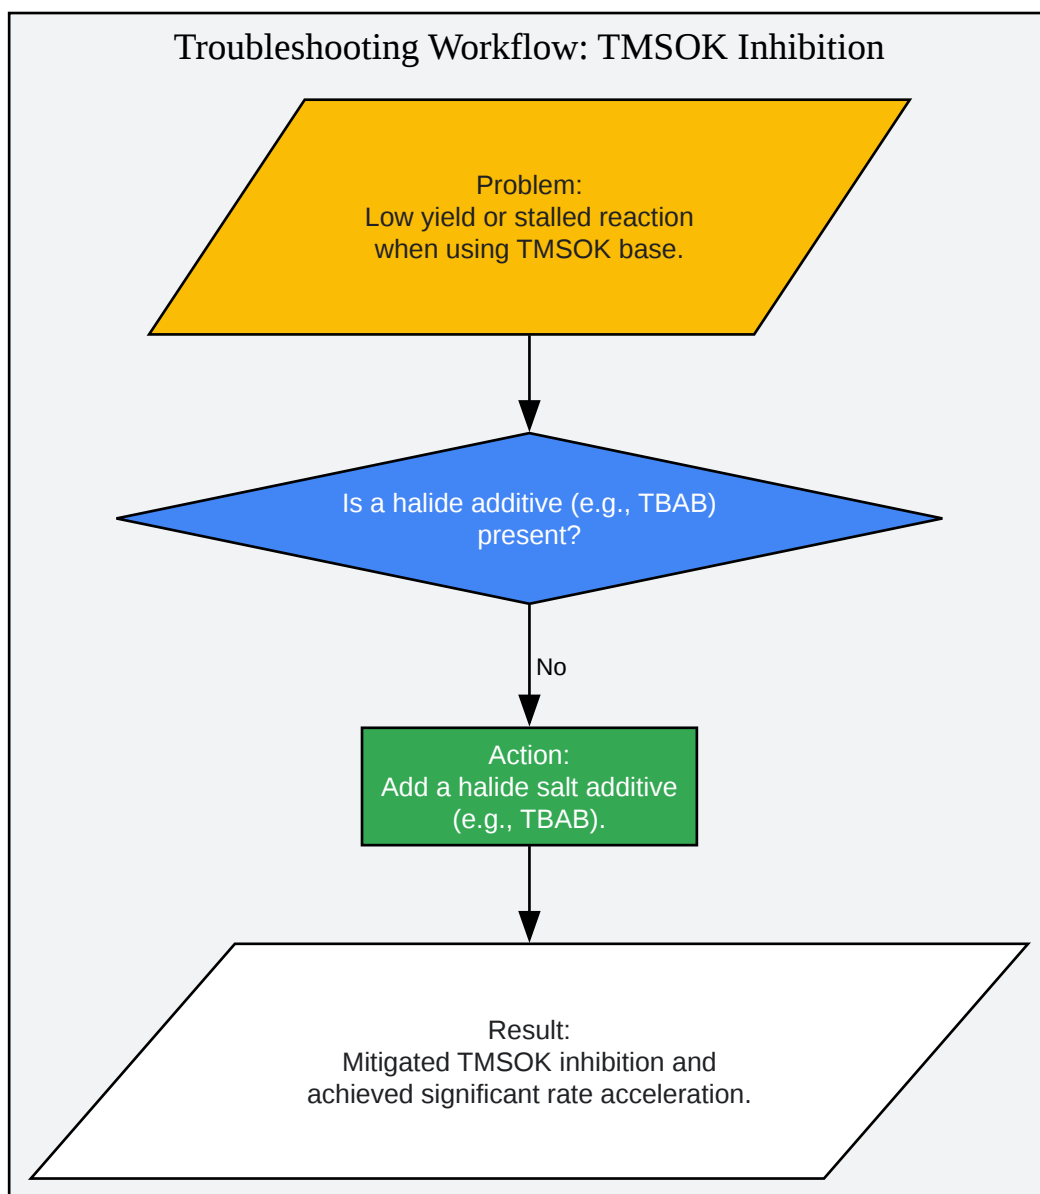 Troubleshooting Workflow: TMSOK Inhibition
Problem:
Low yield or stalled reaction
when using TMSOK base.
Is a halide additive (e.g., TBAB)
present?
No
Action:
Add a halide salt additive
(e.g., TBAB).
Result:
Mitigated TMSOK inhibition and
achieved significant rate acceleration.